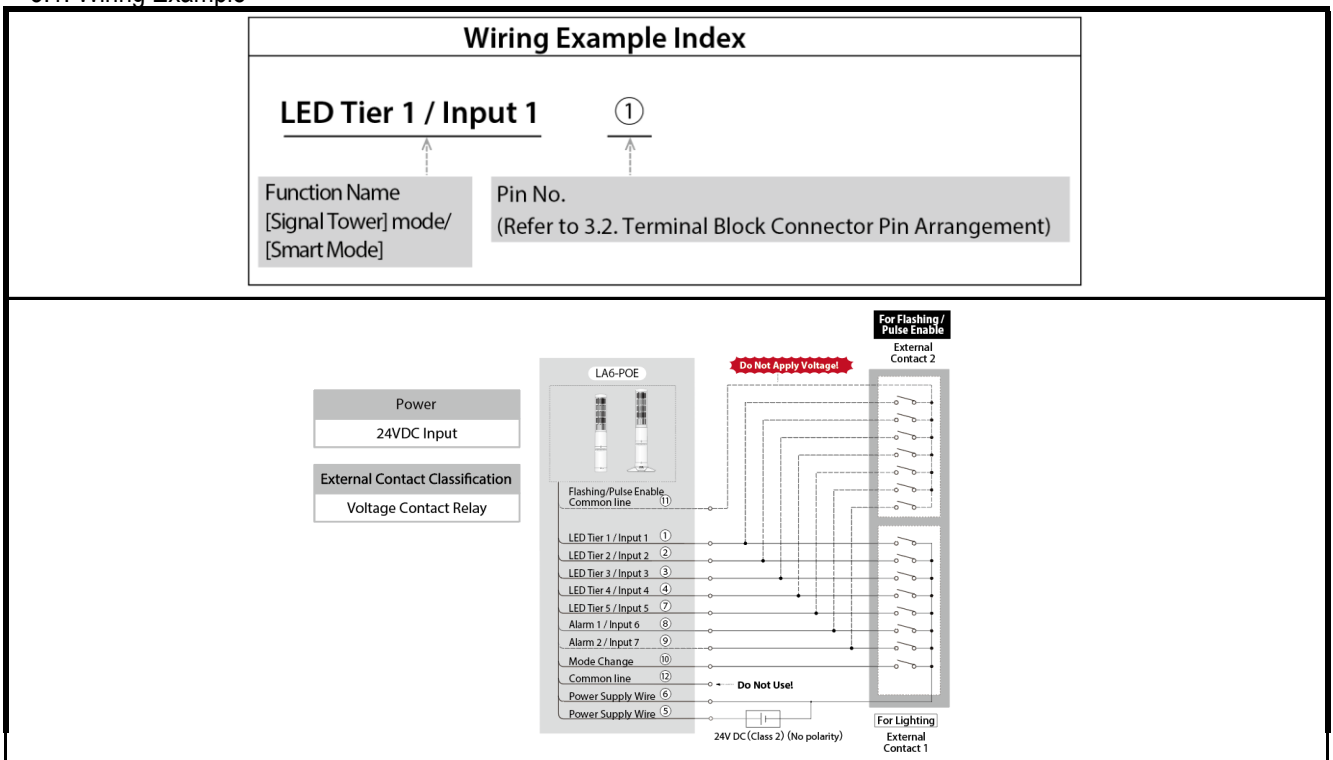 Wiring Example Index
LED Tier 1 / Input 1 ①
Function Name
[Signal Tower] mode/
[Smart Mode]
Pin No.
(Refer to 3.2. Terminal Block Connector Pin Arrangement)
For Flashing /
Pulse Enable
External
Contact 2
Do Not Apply Voltage!
LA6-POE
Power
24VDC Input
External Contact Classification
Voltage Contact Relay
Flashing/Pulse Enable
Common line ⑪
LED Tier 1 / Input 1 ①
LED Tier 2 / Input 2 ②
LED Tier 3 / Input 3 ③
LED Tier 4 / Input 4 ④
LED Tier 5 / Input 5 ⑦
Alarm 1 / Input 6 ⑧
Alarm 2 / Input 7 ⑨
Mode Change ⑩
Common line ⑫
Do Not Use!
Power Supply Wire ⑥
Power Supply Wire ⑤
24V DC (Class 2) (No polarity)
For Lighting
External
Contact 1